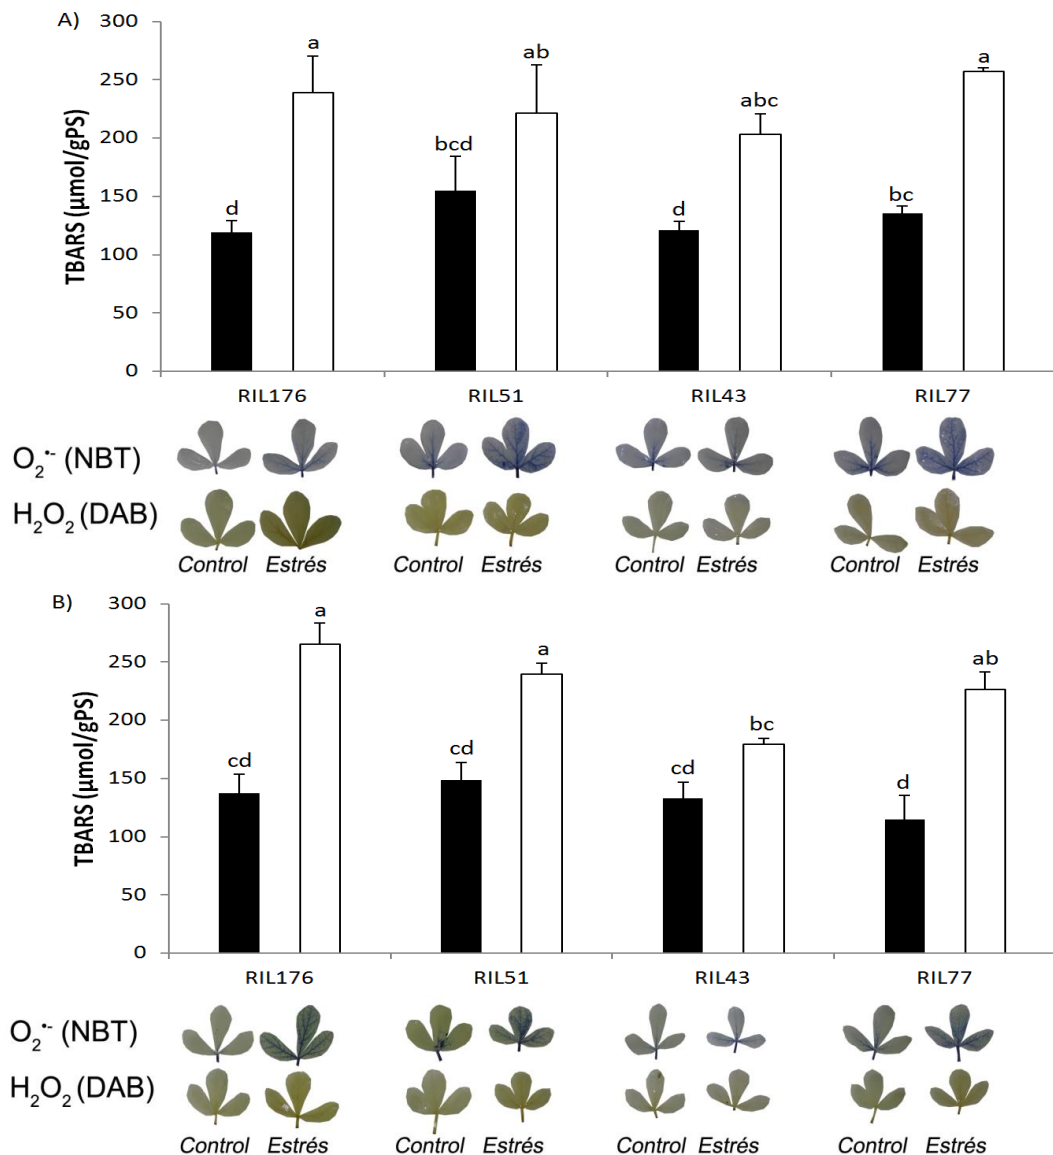 A)
TBARS (µmol/gPS)
300
250
200
150
100
50
0
d
a
bcd
ab
d
abc
bc
a
RIL176 RIL51 RIL43 RIL77
O₂•- (NBT)
H₂O₂ (DAB)
Control Estrés Control Estrés Control Estrés Control Estrés
B)
TBARS (µmol/gPS)
300
250
200
150
100
50
0
cd
a
cd
a
cd
bc
d
ab
RIL176 RIL51 RIL43 RIL77
O₂•- (NBT)
H₂O₂ (DAB)
Control Estrés Control Estrés Control Estrés Control Estrés